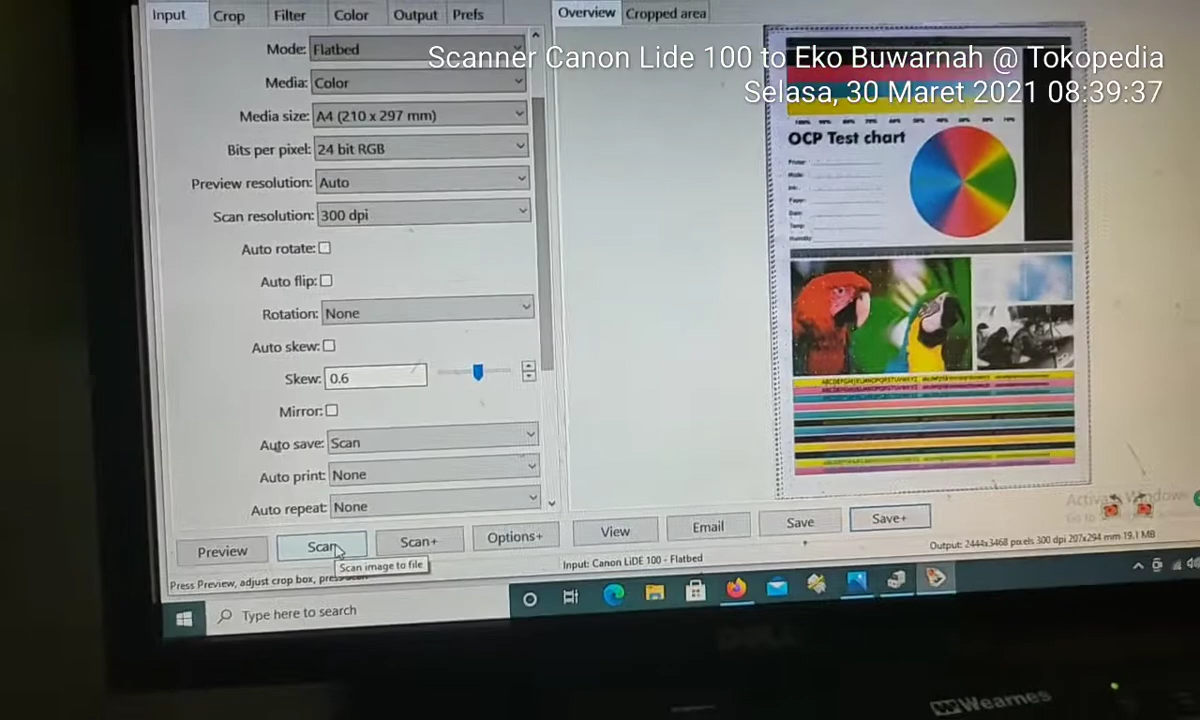 Input Crop Filter Color Output Prefs
Overview Cropped area
Scanner Canon Lide 100 to Eko Buwarnah @ Tokopedia
Selasa, 30 Maret 2021 08:39:37
Mode: Flatbed
Media: Color
Media size: A4 (210 x 297 mm)
Bits per pixel: 24 bit RGB
Preview resolution: Auto
Scan resolution: 300 dpi
Auto rotate:
Auto flip:
Rotation: None
Auto skew:
Skew: 0.6
Mirror:
Auto save: Scan
Auto print: None
Auto repeat: None
OCP Test chart
Preview Scan Scan+ Options+
View Email Save Save+
Scan image to file
Press Preview, adjust crop box,
Input: Canon LiDE 100 - Flatbed
Output: 2444x3468 pixels 300 dpi 207x294 mm 19.1 MB
Type here to search
DELL
Wearnes